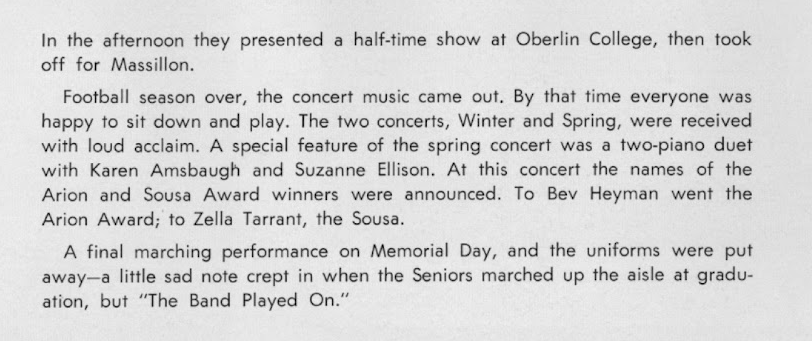 In the afternoon they presented a half-time show at Oberlin College, then took
off for Massillon.
Football season over, the concert music came out. By that time everyone was
happy to sit down and play. The two concerts, Winter and Spring, were received
with loud acclaim. A special feature of the spring concert was a two-piano duet
with Karen Amsbaugh and Suzanne Ellison. At this concert the names of the
Arion and Sousa Award winners were announced. To Bev Heyman went the
Arion Award; to Zella Tarrant, the Sousa.
A final marching performance on Memorial Day, and the uniforms were put
away—a little sad note crept in when the Seniors marched up the aisle at gradu-
ation, but "The Band Played On."